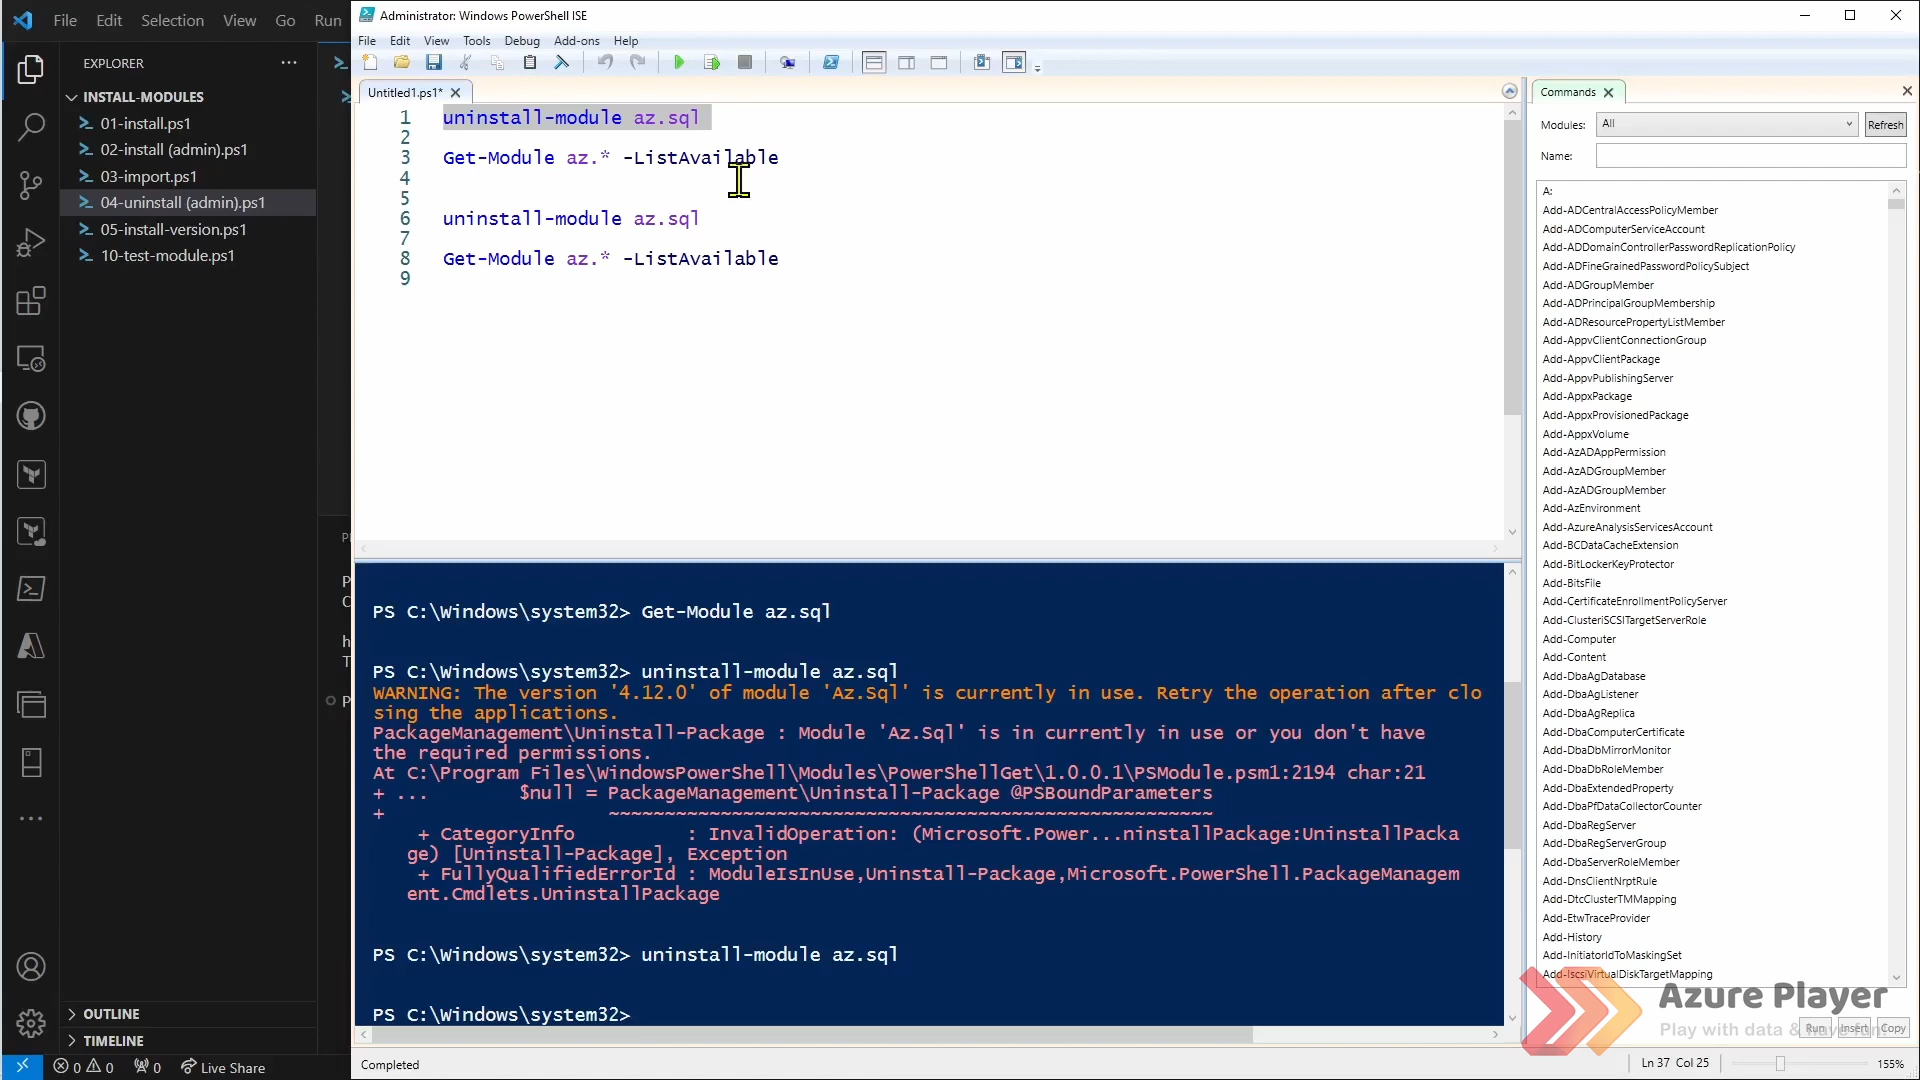 File Edit Selection View Go Run
EXPLORER
INSTALL-MODULES
01-install.ps1
02-install (admin).ps1
03-import.ps1
04-uninstall (admin).ps1
05-install-version.ps1
10-test-module.ps1
OUTLINE
TIMELINE
0 0 0 Live Share
Administrator: Windows PowerShell ISE
File Edit View Tools Debug Add-ons Help
Untitled1.ps1*
1 uninstall-module az.sql
2
3 Get-Module az.* -ListAvailable
4
5
6 uninstall-module az.sql
7
8 Get-Module az.* -ListAvailable
9
PS C:\Windows\system32> Get-Module az.sql
PS C:\Windows\system32> uninstall-module az.sql
WARNING: The version '4.12.0' of module 'Az.Sql' is currently in use. Retry the operation after clo
sing the applications.
PackageManagement\Uninstall-Package : Module 'Az.Sql' is in currently in use or you don't have
the required permissions.
At C:\Program Files\WindowsPowerShell\Modules\PowerShellGet\1.0.0.1\PSModule.psm1:2194 char:21
+ ...        $null = PackageManagement\Uninstall-Package @PSBoundParameters
+             ~~~~~~~~~~~~~~~~~~~~~~~~~~~~~~~~~~~~~~~~~~~~~~~~~~~~~~
+ CategoryInfo          : InvalidOperation: (Microsoft.Power...ninstallPackage:UninstallPacka
ge) [Uninstall-Package], Exception
+ FullyQualifiedErrorId : ModuleIsInUse,Uninstall-Package,Microsoft.PowerShell.PackageManagem
ent.Cmdlets.UninstallPackage
PS C:\Windows\system32> uninstall-module az.sql
PS C:\Windows\system32>
Completed
Ln 37 Col 25
155%
Commands
Modules: All Refresh
Name:
A:
Add-ADCentralAccessPolicyMember
Add-ADComputerServiceAccount
Add-ADDomainControllerPasswordReplicationPolicy
Add-ADFineGrainedPasswordPolicySubject
Add-ADGroupMember
Add-ADPrincipalGroupMembership
Add-ADResourcePropertyListMember
Add-AppvClientConnectionGroup
Add-AppvClientPackage
Add-AppvPublishingServer
Add-AppxPackage
Add-AppxProvisionedPackage
Add-AppxVolume
Add-AzADAppPermission
Add-AzADGroupMember
Add-AzADGroupMember
Add-AzEnvironment
Add-AzureAnalysisServicesAccount
Add-BCDataCacheExtension
Add-BitLockerKeyProtector
Add-BitsFile
Add-CertificateEnrollmentPolicyServer
Add-ClusteriSCSITargetServerRole
Add-Computer
Add-Content
Add-DbaAgDatabase
Add-DbaAgListener
Add-DbaAgReplica
Add-DbaComputerCertificate
Add-DbaDbMirrorMonitor
Add-DbaDbRoleMember
Add-DbaExtendedProperty
Add-DbaPfDataCollectorCounter
Add-DbaRegServer
Add-DbaRegServerGroup
Add-DbaServerRoleMember
Add-DnsClientNrptRule
Add-DtcClusterTMMapping
Add-EtwTraceProvider
Add-History
Add-InitiatorIdToMaskingSet
Add-IscsiVirtualDiskTargetMapping
Run Insert Copy
Azure Player
Play with data & have fun!